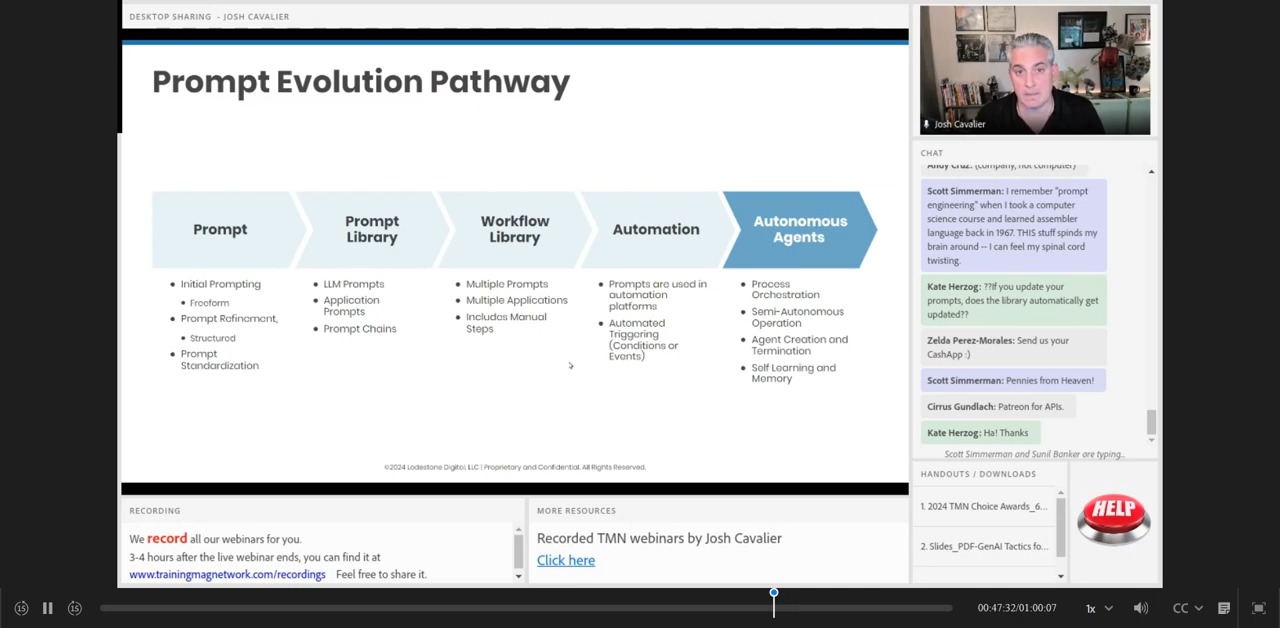 DESKTOP SHARING - JOSH CAVALIER
Prompt Evolution Pathway
Prompt
Initial Prompting
Freeform
Prompt Refinement,
Structured
Prompt
Standardization
Prompt
Library
LLM Prompts
Application
Prompts
Prompt Chains
Workflow
Library
Multiple Prompts
Multiple Applications
Includes Manual
Steps
Automation
Prompts are used in
automation
platforms
Automated
Triggering
(Conditions or
Events)
Autonomous
Agents
Process
Orchestration
Semi-Autonomous
Operation
Agent Creation and
Termination
Self Learning and
Memory
©2024 Lodestone Digital, LLC | Proprietary and Confidential. All Rights Reserved.
Josh Cavalier
CHAT
Andy Cruz: (company, not computer)
Scott Simmerman: I remember "prompt
engineering" when I took a computer
science course and learned assembler
language back in 1967. THIS stuff spinds my
brain around -- I can feel my spinal cord
twisting.
Kate Herzog: ??If you update your
prompts, does the library automatically get
updated??
Zelda Perez-Morales: Send us your
CashApp :)
Scott Simmerman: Pennies from Heaven!
Cirrus Gundlach: Patreon for APIs.
Kate Herzog: Ha! Thanks
Scott Simmerman and Sunil Banker are typing..
HANDOUTS / DOWNLOADS
1. 2024 TMN Choice Awards_6...
2. Slides_PDF-GenAI Tactics fo...
HELP
RECORDING
We record all our webinars for you.
3-4 hours after the live webinar ends, you can find it at
www.trainingmagnetwork.com/recordings Feel free to share it.
MORE RESOURCES
Recorded TMN webinars by Josh Cavalier
Click here
15
15
00:47:32/01:00:07
1x
CC